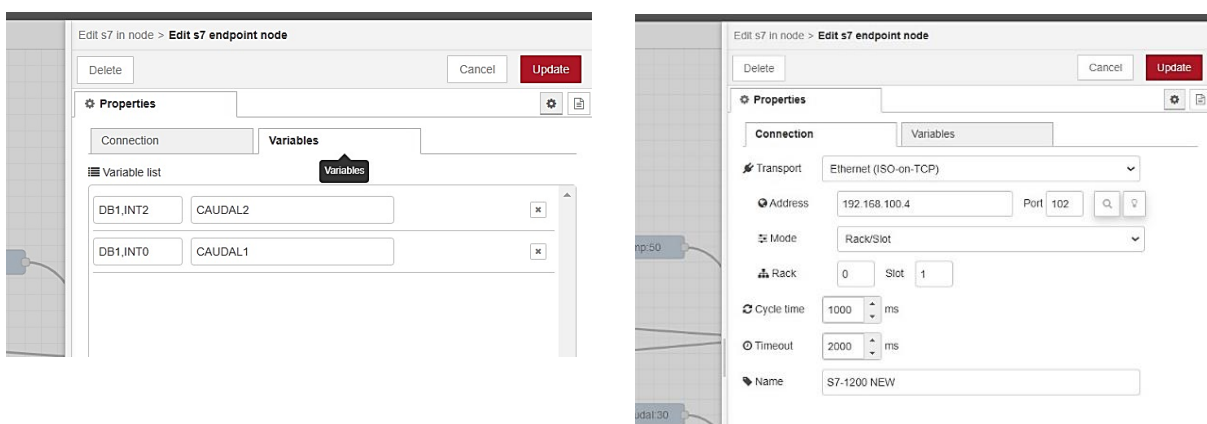 Edit s7 in node > Edit s7 endpoint node
Delete
Cancel
Update
Properties
Connection
Variables
Variable list
Variables
DB1,INT2
CAUDAL2
DB1,INT0
CAUDAL1
Edit s7 in node > Edit s7 endpoint node
Delete
Cancel
Update
Properties
Connection
Variables
Transport Ethernet (ISO-on-TCP)
Address 192.168.100.4 Port 102
Mode Rack/Slot
mp:50
Rack 0 Slot 1
Cycle time 1000 ms
Timeout 2000 ms
Name S7-1200 NEW
udal:30